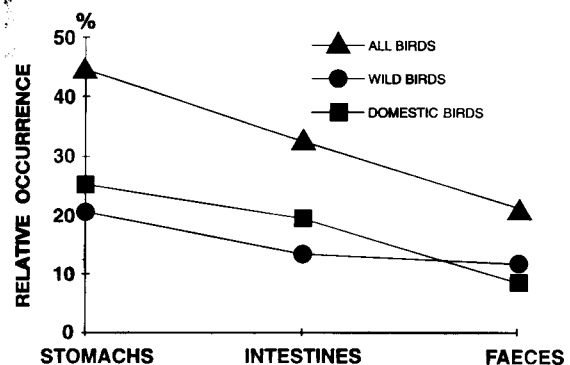 %
50
40
30
20
10
0
RELATIVE OCCURRENCE
ALL BIRDS
WILD BIRDS
DOMESTIC BIRDS
STOMACHS INTESTINES FAECES